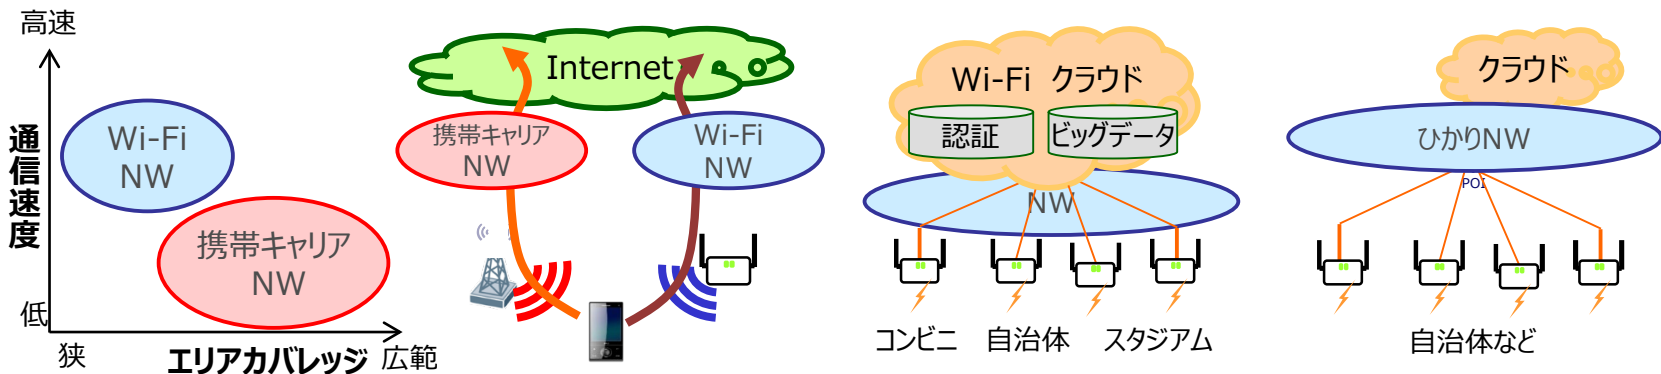 高速
通信速度
Wi-Fi
NW
携帯キャリア
NW
低
狭
エリアカバレッジ
広範
Internet
携帯キャリア
NW
Wi-Fi
NW
Wi-Fi クラウド
認証
ビッグデータ
NW
コンビニ
自治体
スタジアム
クラウド
ひかりNW
POI
自治体など